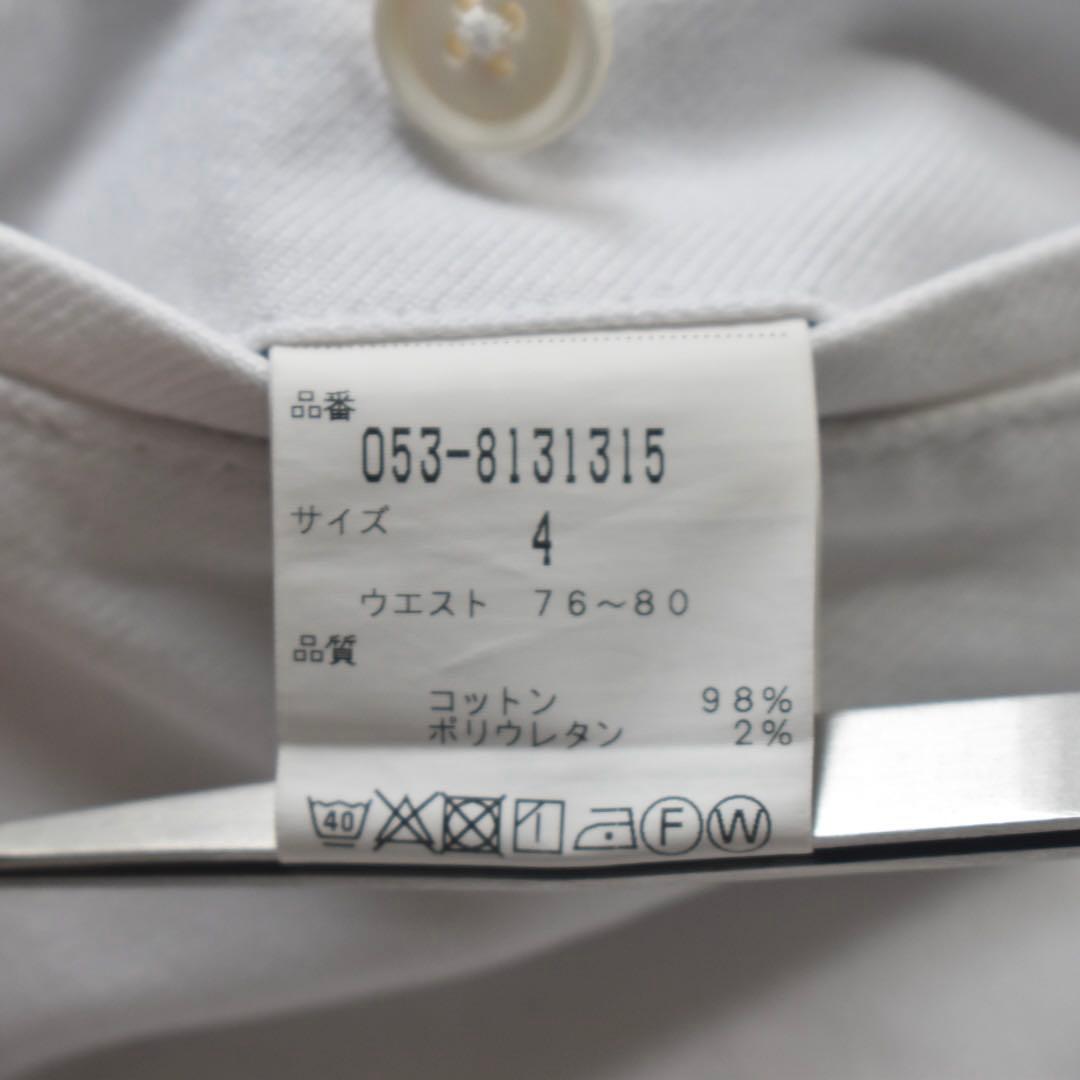 品番
053-8131315
サイズ 4
ウエスト 76～80
品質
コットン 98%
ポリウレタン 2%
40 F W